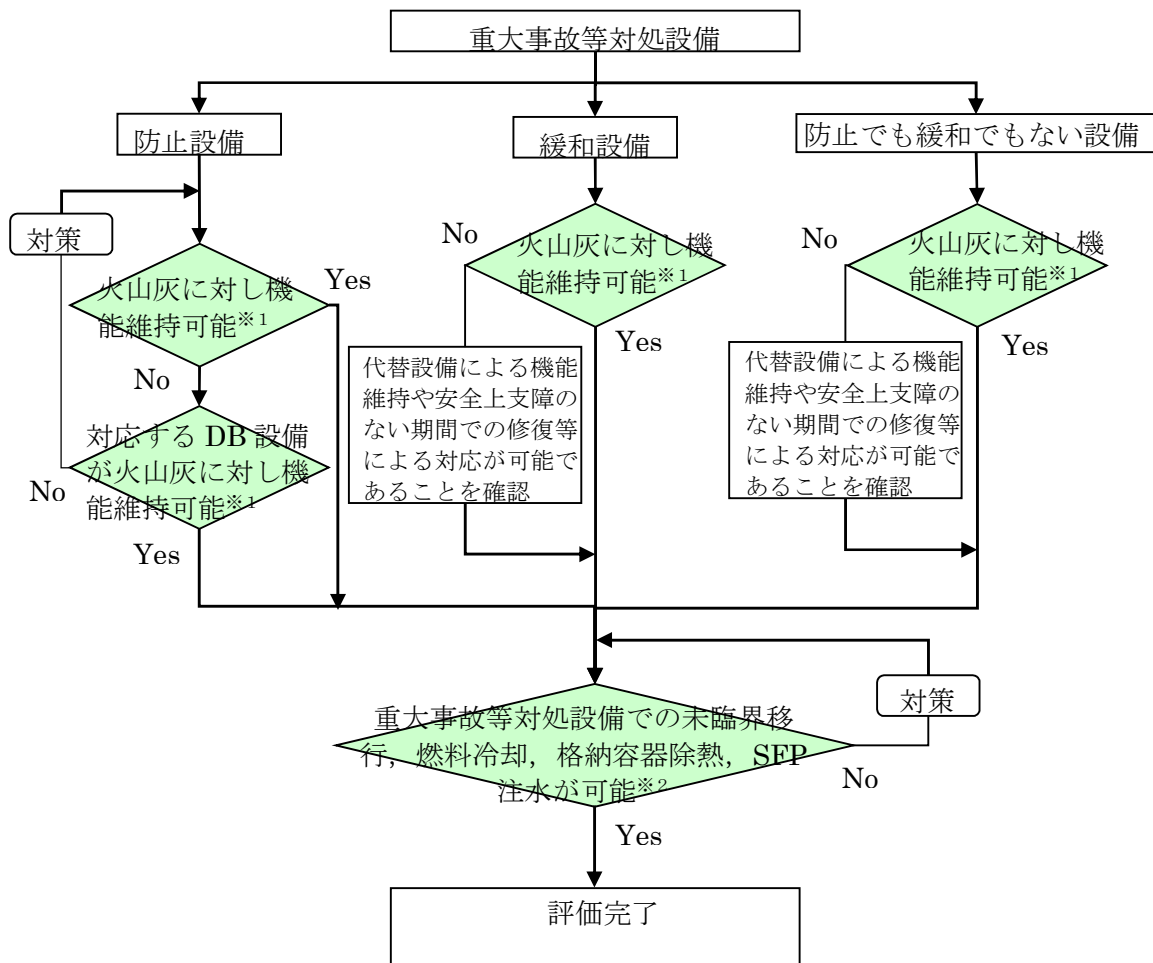 重大事故等対処設備
防止設備
緩和設備
防止でも緩和でもない設備
対策
火山灰に対し機
能維持可能※1
Yes
No
対応する DB 設備
が火山灰に対し機
能維持可能※1
No
Yes
No
火山灰に対し機
能維持可能※1
Yes
代替設備による機能
維持や安全上支障の
ない期間での修復等
による対応が可能で
あることを確認
No
火山灰に対し機
能維持可能※1
Yes
代替設備による機能
維持や安全上支障の
ない期間での修復等
による対応が可能で
あることを確認
対策
重大事故等対処設備での未臨界移
行，燃料冷却，格納容器除熱，SFP
注水が可能※2
No
Yes
評価完了